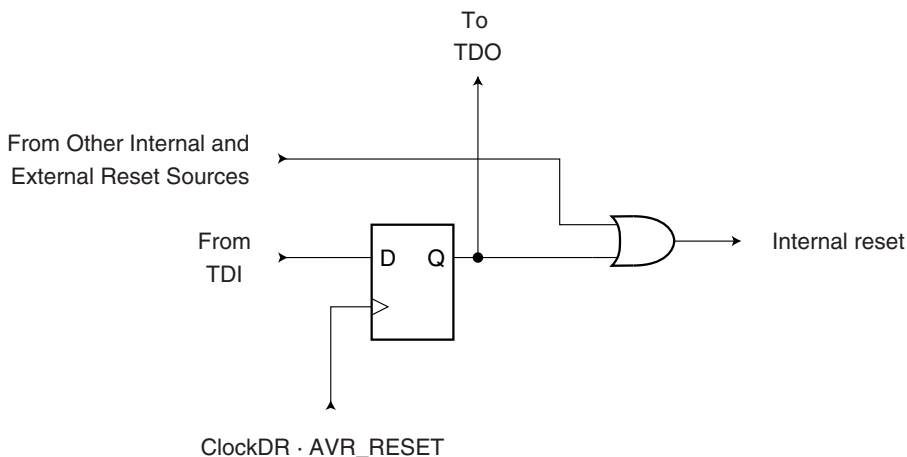 To
TDO
From Other Internal and
External Reset Sources
From
TDI
D Q
Internal reset
ClockDR · AVR_RESET